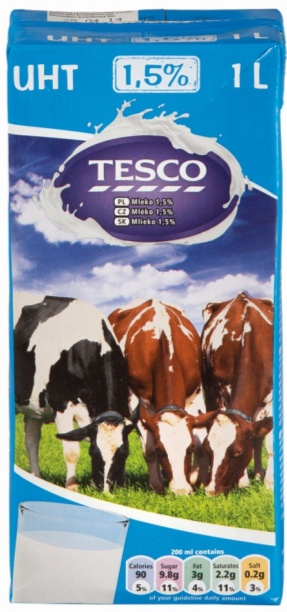 UHT 1,5% 1 L
TESCO
PL Mleko 1,5%
CZ Mléko 1,5%
SK Mlieko 1,5%
200 ml contains
Calories Sugar Fat Saturates Salt
90 9.8g 3g 2.2g 0.2g
5% 11% 4% 11% 3%
of your guideline daily amount